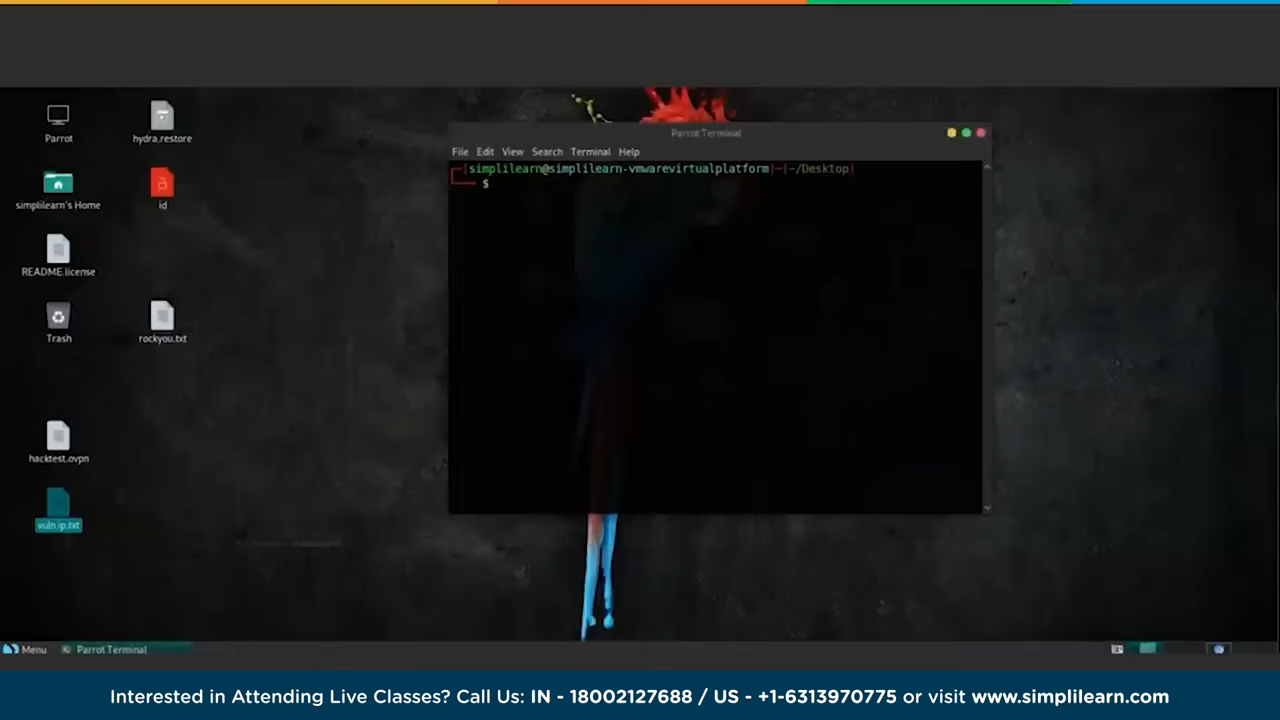 Parrot
hydra.restore
simplilearn's Home
id
README.license
Trash
rockyou.txt
hacktest.ovpn
vuln ip.txt
Parrot Terminal
File Edit View Search Terminal Help
[simplilearn@simplilearn-vmwarevirtualplatform]-[~/Desktop]
$
Menu Parrot Terminal
Interested in Attending Live Classes? Call Us: IN - 18002127688 / US - +1-6313970775 or visit www.simplilearn.com